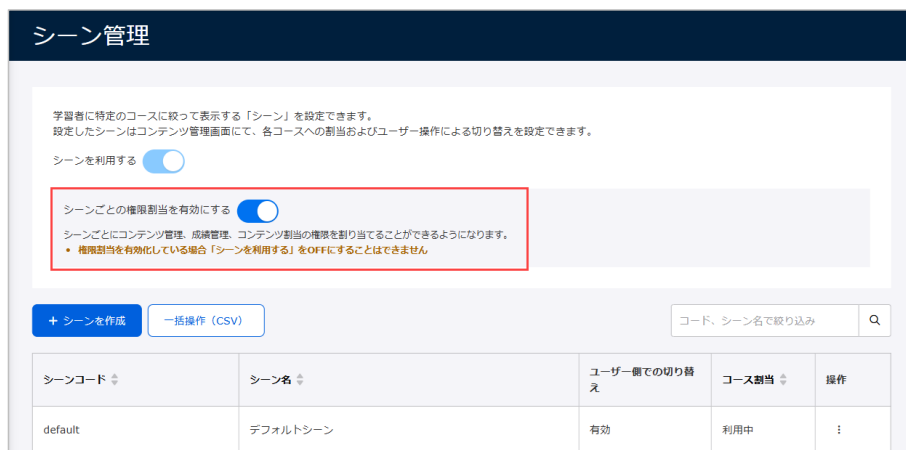 シーン管理
学習者に特定のコースに絞って表示する「シーン」を設定できます。
設定したシーンはコンテンツ管理画面にて、各コースへの割当およびユーザー操作による切り替えを設定できます。
シーンを利用する
シーンごとの権限割当を有効にする
シーンごとにコンテンツ管理、成績管理、コンテンツ割当の権限を割り当てることができるようになります。
• 権限割当を有効化している場合「シーンを利用する」をOFFにすることはできません
+ シーンを作成 一括操作（CSV） コード、シーン名で絞り込み
シーンコード シーン名 ユーザー側での切り替え コース割当 操作
default デフォルトシーン 有効 利用中